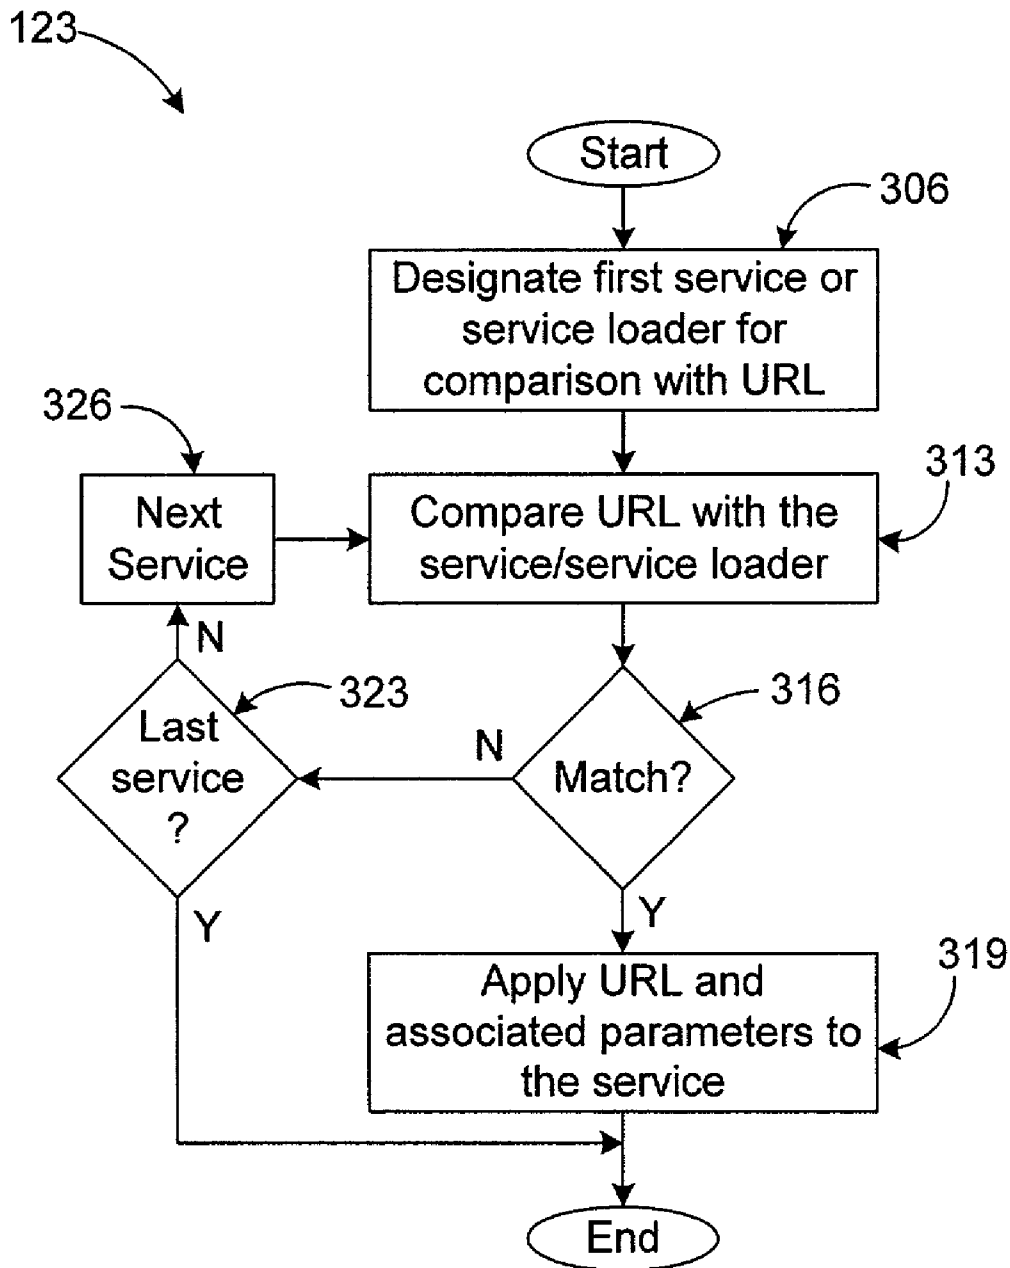 123
Start
306
Designate first service or
service loader for
comparison with URL
326
313
Next
Service
Compare URL with the
service/service loader
N
323
316
Last
service
?
N
Match?
Y
Y
319
Apply URL and
associated parameters to
the service
End